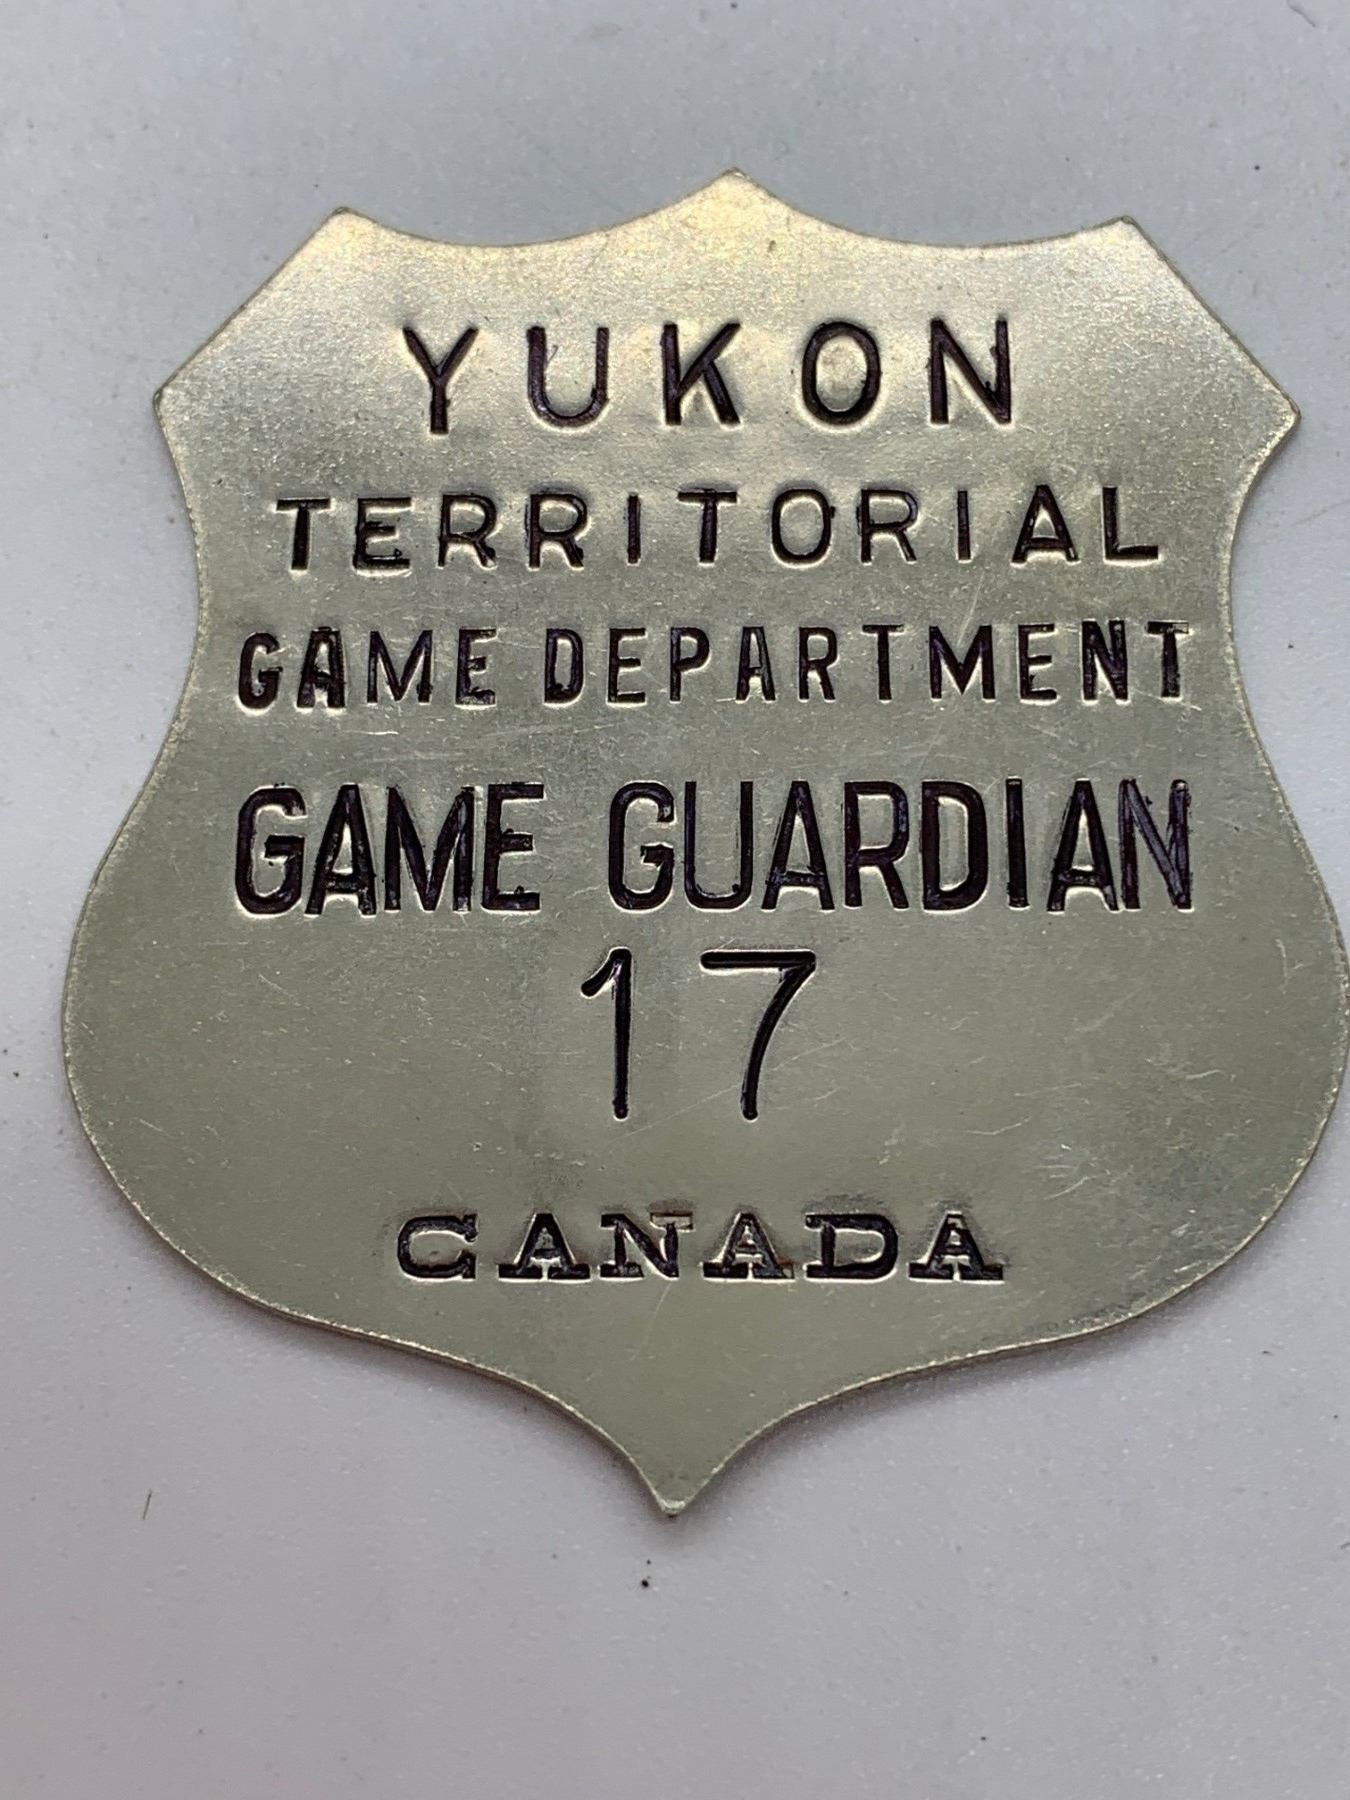 YUKON
TERRITORIAL
GAME DEPARTMENT
GAME GUARDIAN
17
CANADA